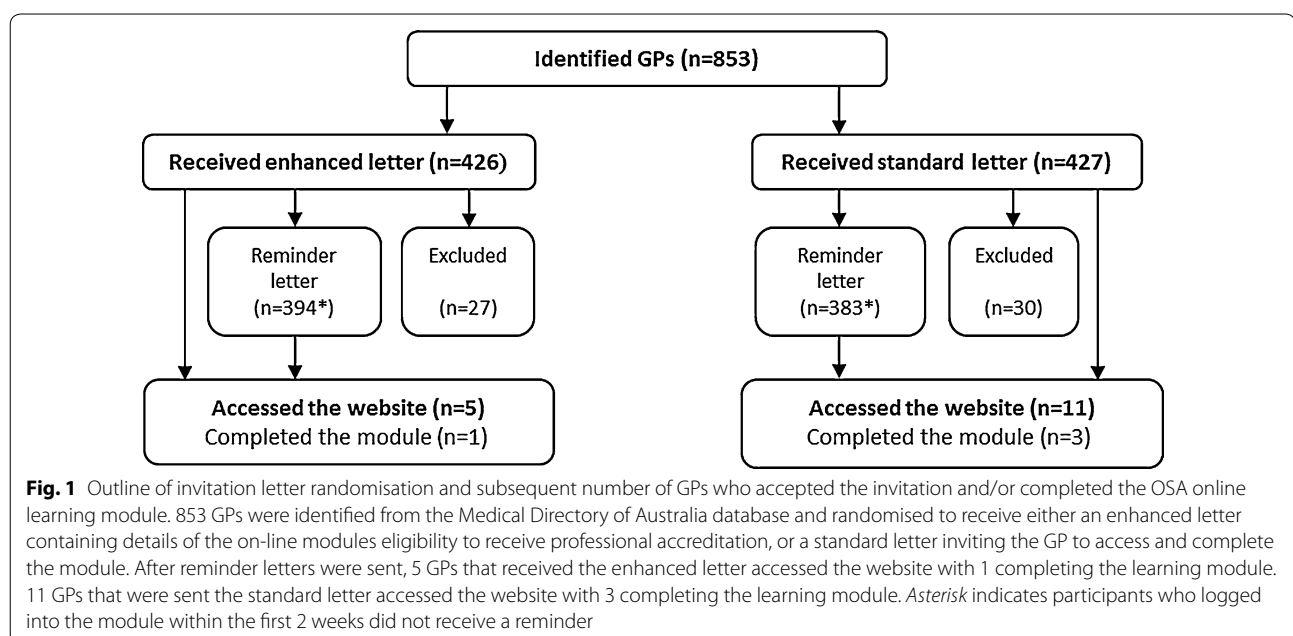 Identified GPs (n=853)
Received enhanced letter (n=426)
Received standard letter (n=427)
Reminder
letter
(n=394*)
Excluded
(n=27)
Reminder
letter
(n=383*)
Excluded
(n=30)
Accessed the website (n=5)
Completed the module (n=1)
Accessed the website (n=11)
Completed the module (n=3)
Fig. 1 Outline of invitation letter randomisation and subsequent number of GPs who accepted the invitation and/or completed the OSA online
learning module. 853 GPs were identified from the Medical Directory of Australia database and randomised to receive either an enhanced letter
containing details of the on-line modules eligibility to receive professional accreditation, or a standard letter inviting the GP to access and complete
the module. After reminder letters were sent, 5 GPs that received the enhanced letter accessed the website with 1 completing the learning module.
11 GPs that were sent the standard letter accessed the website with 3 completing the learning module. Asterisk indicates participants who logged
into the module within the first 2 weeks did not receive a reminder